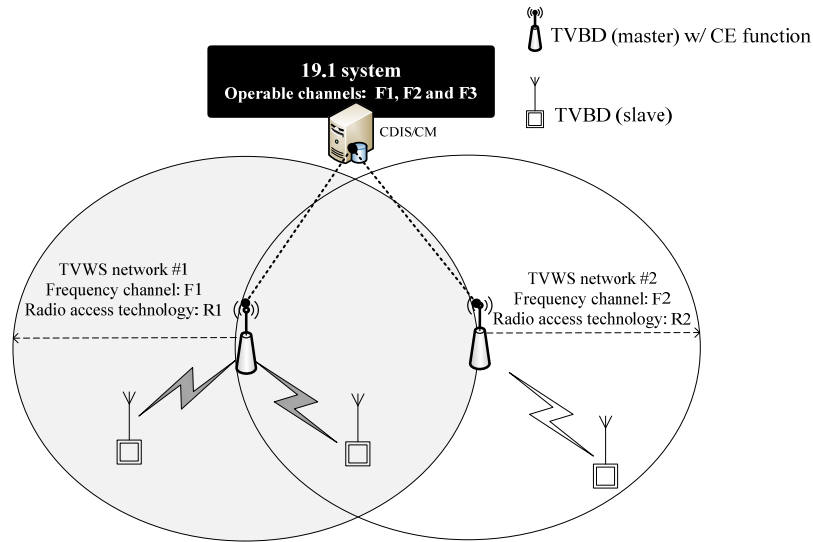 TVBD (master) w/ CE function
19.1 system
Operable channels: F1, F2 and F3
TVBD (slave)
CDIS/CM
TVWS network #1
Frequency channel: F1
Radio access technology: R1
TVWS network #2
Frequency channel: F2
Radio access technology: R2